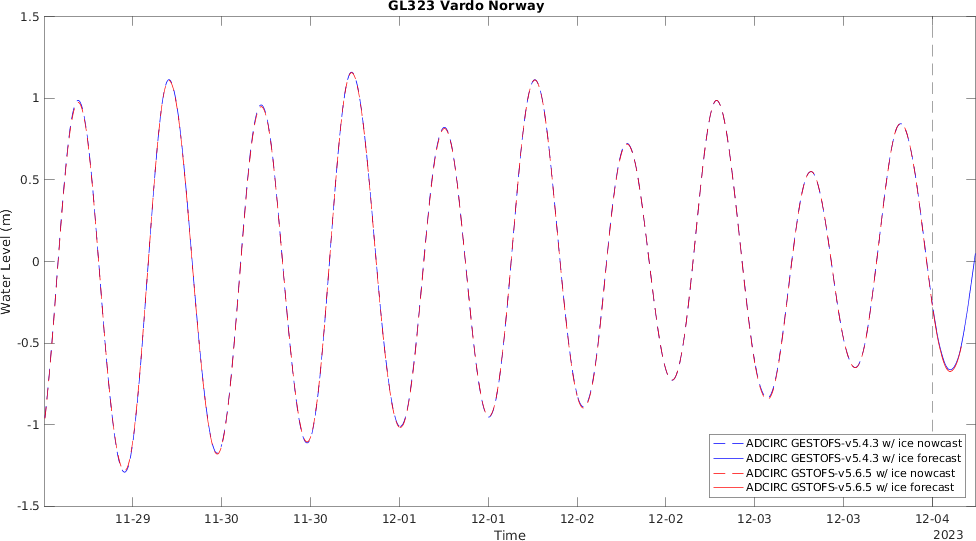 GL323 Vardo Norway
1.5
1
0.5
0
-0.5
-1
-1.5
Water Level (m)
ADCIRC GESTOFS-v5.4.3 w/ ice nowcast
ADCIRC GESTOFS-v5.4.3 w/ ice forecast
ADCIRC GSTOFS-v5.6.5 w/ ice nowcast
ADCIRC GSTOFS-v5.6.5 w/ ice forecast
11-29 11-30 11-30 12-01 12-01 12-02 12-02 12-03 12-03 12-04
Time
2023